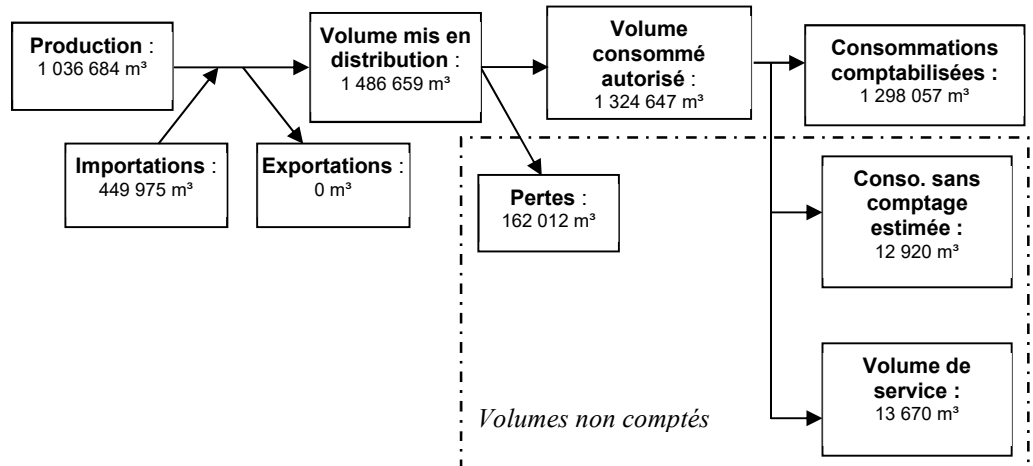 Production :
1 036 684 m³
Volume mis en
distribution :
1 486 659 m³
Volume
consommé
autorisé :
1 324 647 m³
Consommations
comptabilisées :
1 298 057 m³
Importations :
449 975 m³
Exportations :
0 m³
Pertes :
162 012 m³
Conso. sans
comptage
estimée :
12 920 m³
Volume de
service :
13 670 m³
Volumes non comptés